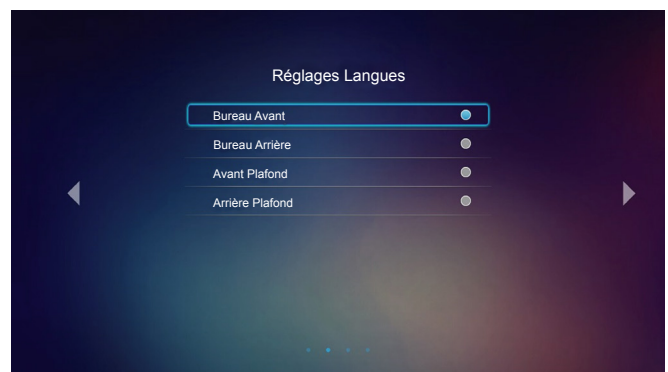 Réglages Langues
Bureau Avant
Bureau Arrière
Avant Plafond
Arrière Plafond